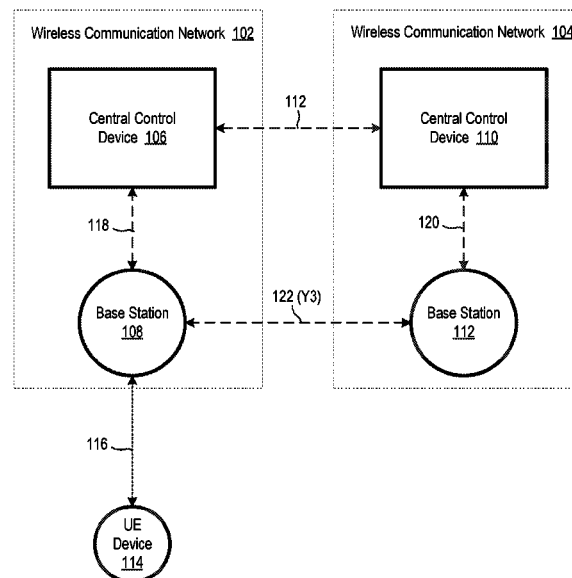 Wireless Communication Network 102
Wireless Communication Network 104
Central Control
Device 106
112
Central Control
Device 110
118
120
Base Station
108
122 (Y3)
Base Station
112
116
UE
Device
114